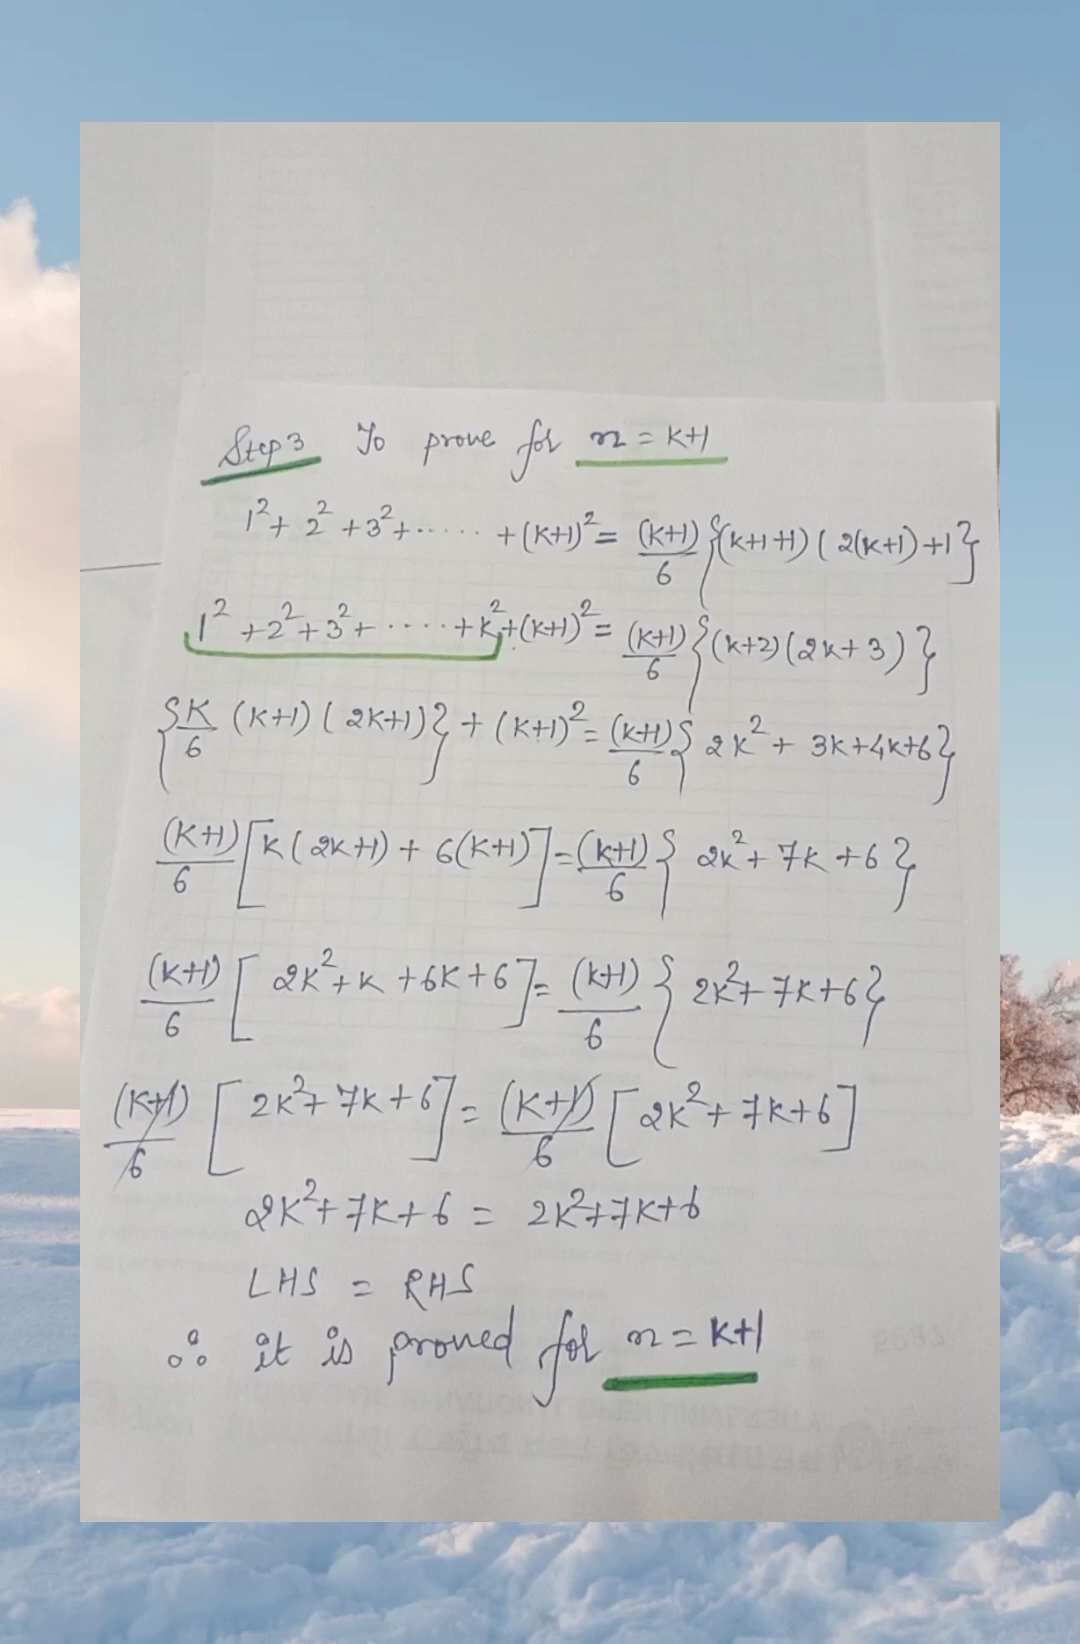 Step 3 To prove for n = k+1
1² + 2² + 3² + ...... + (k+1)² = (k+1)/6 {(k+1+1) ( 2(k+1)+1}
1² + 2² + 3² + ..... + k² + (k+1)² = (k+1)/6 {(k+2)(2k+3)}
{k/6 (k+1) ( 2k+1)} + (k+1)² = (k+1)/6 { 2k² + 3k+4k+6}
(k+1)/6 [k( 2k+1) + 6(k+1)] = (k+1)/6 { 2k² + 7k + 6 }
(k+1)/6 [ 2k² + k + 6k + 6] = (k+1)/6 { 2k² + 7k + 6}
(k+1)/6 [ 2k² + 7k + 6] = (k+1)/6 [ 2k² + 7k + 6]
2k² + 7k + 6 = 2k² + 7k + 6
LHS = RHS
∴ it is proved for n = k+1